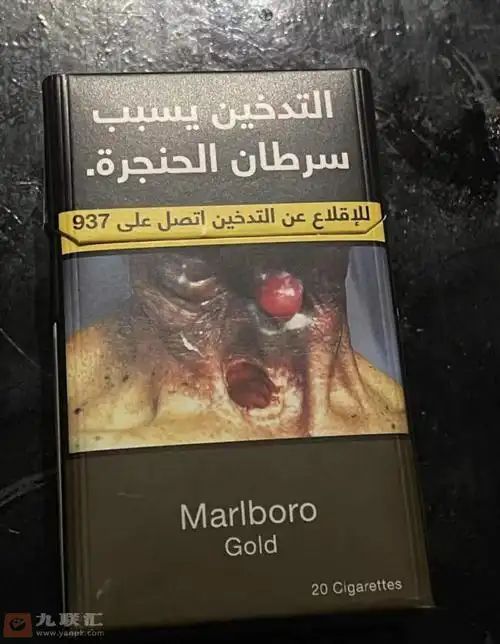 التدخين يسبب
سرطان الحنجرة.
للإقلاع عن التدخين اتصل على 937
Marlboro
Gold
20 Cigarettes
九联汇
www.yanpk.com